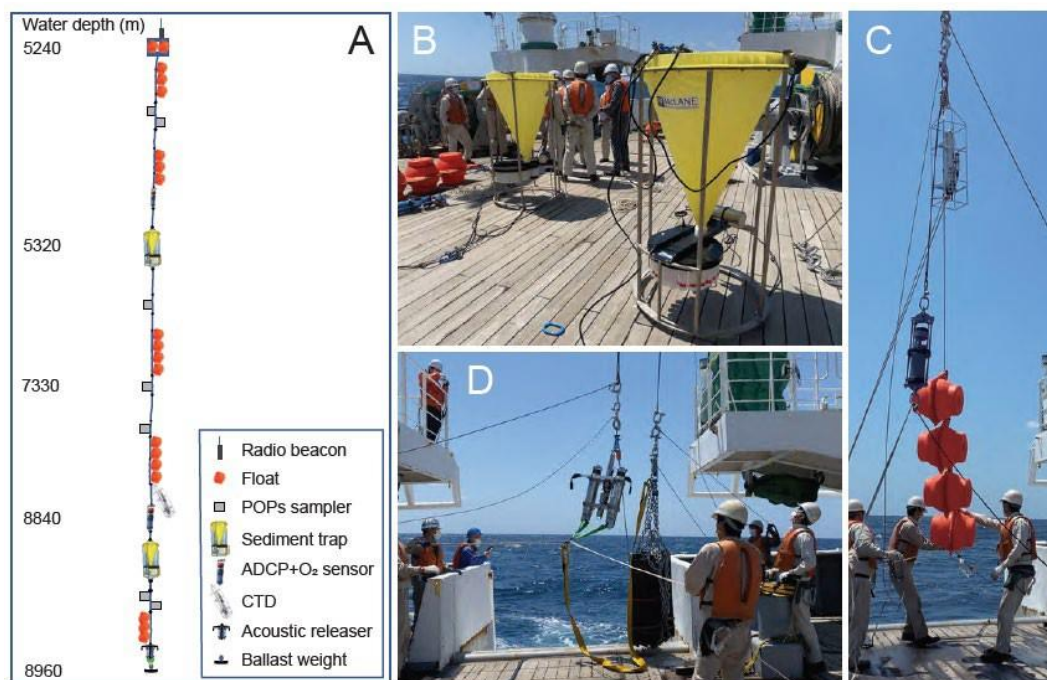 Water depth (m)
A
5240
5320
7330
8840
8960
Radio beacon
Float
POPs sampler
Sediment trap
ADCP+O₂ sensor
CTD
Acoustic releaser
Ballast weight
B
McLANE
D
C